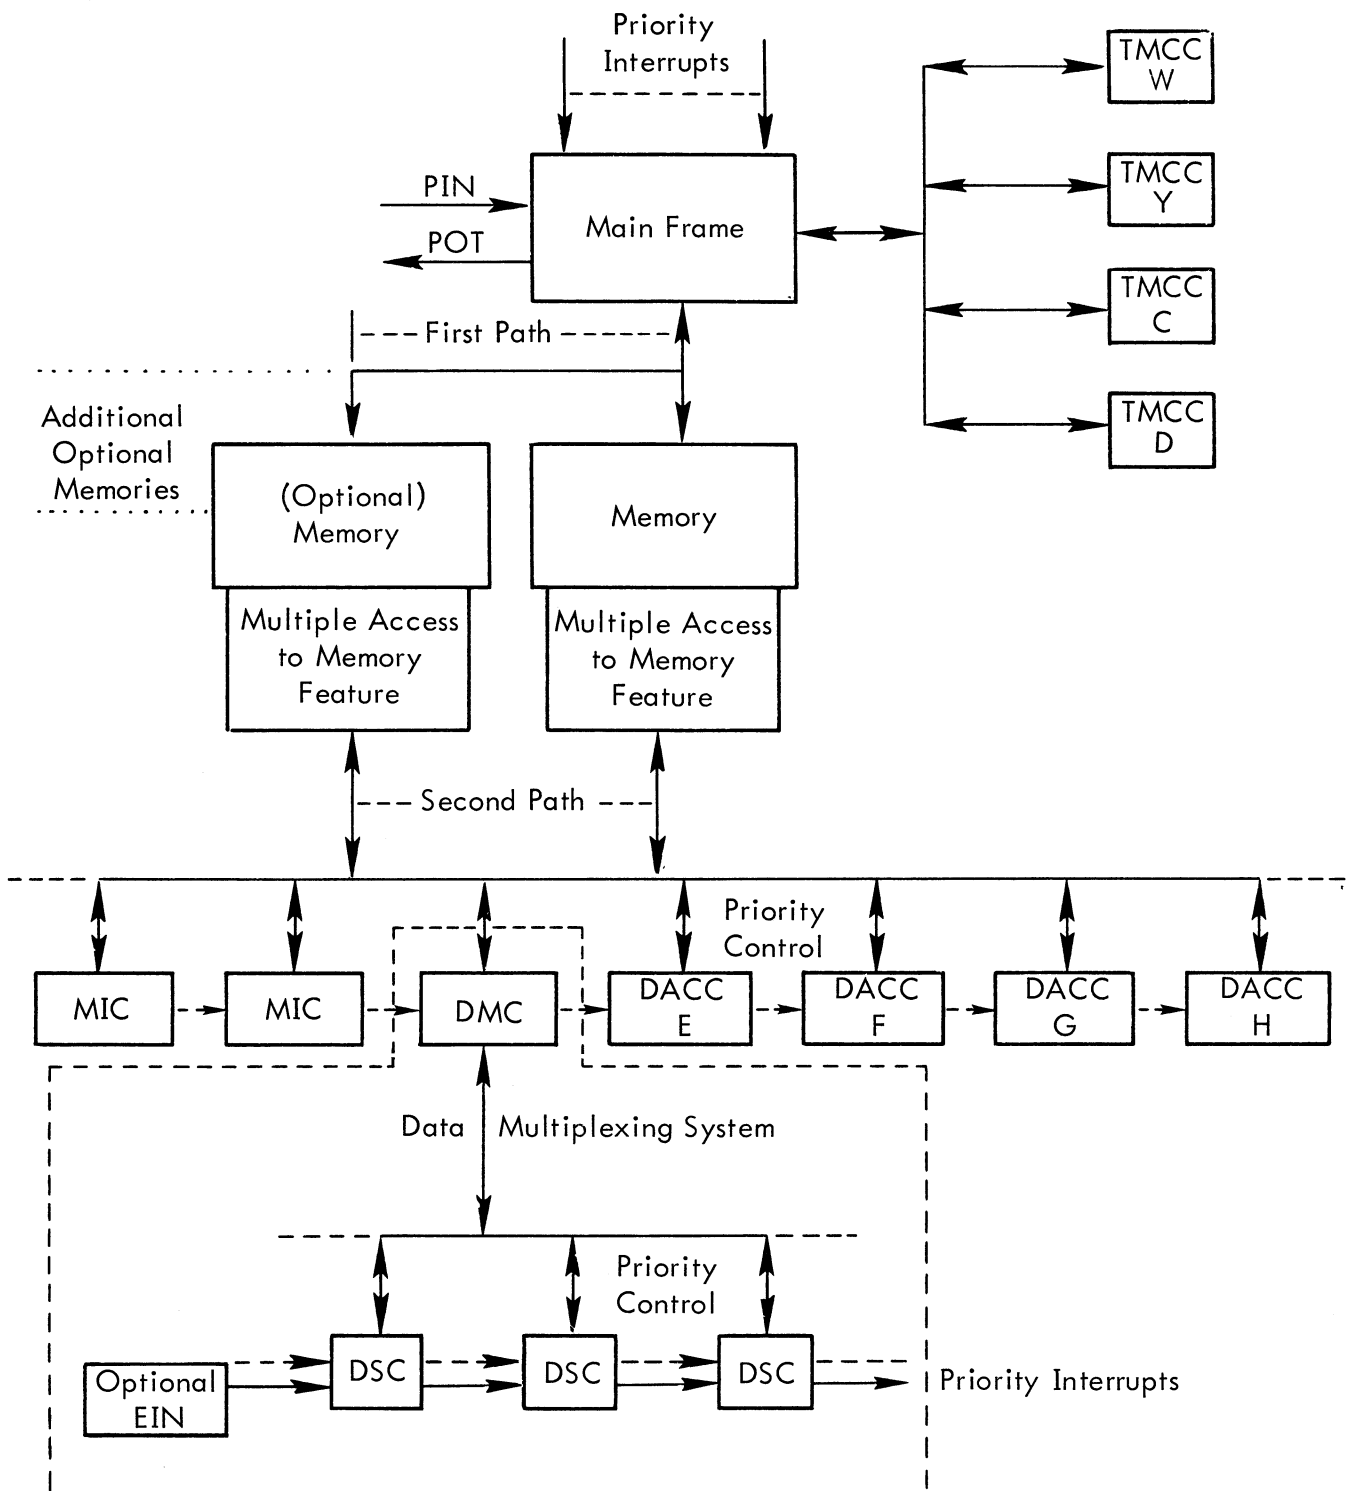 Priority
Interrupts
TMCC
W
TMCC
Y
PIN
Main Frame
POT
TMCC
C
First Path
TMCC
D
Additional
Optional
Memories
(Optional)
Memory
Memory
Multiple Access
to Memory
Feature
Multiple Access
to Memory
Feature
Second Path
Priority
Control
MIC
MIC
DMC
DACC
E
DACC
F
DACC
G
DACC
H
Data Multiplexing System
Priority
Control
Optional
EIN
DSC
DSC
DSC
Priority Interrupts